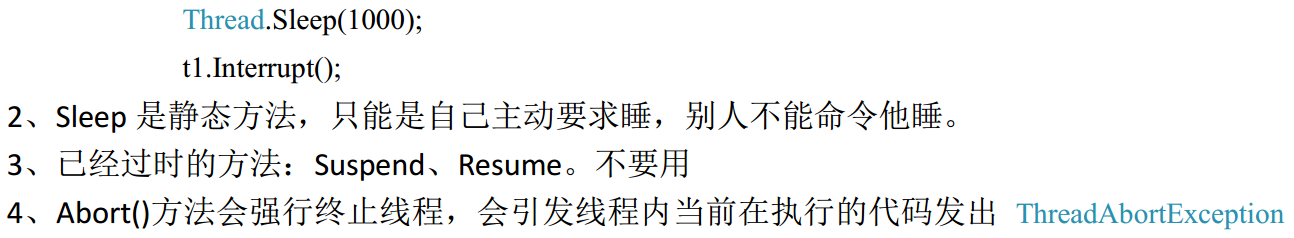 Thread.Sleep(1000);
t1.Interrupt();
2、Sleep 是静态方法，只能是自己主动要求睡，别人不能命令他睡。
3、已经过时的方法：Suspend、Resume。不要用
4、Abort()方法会强行终止线程，会引发线程内当前在执行的代码发出 ThreadAbortException